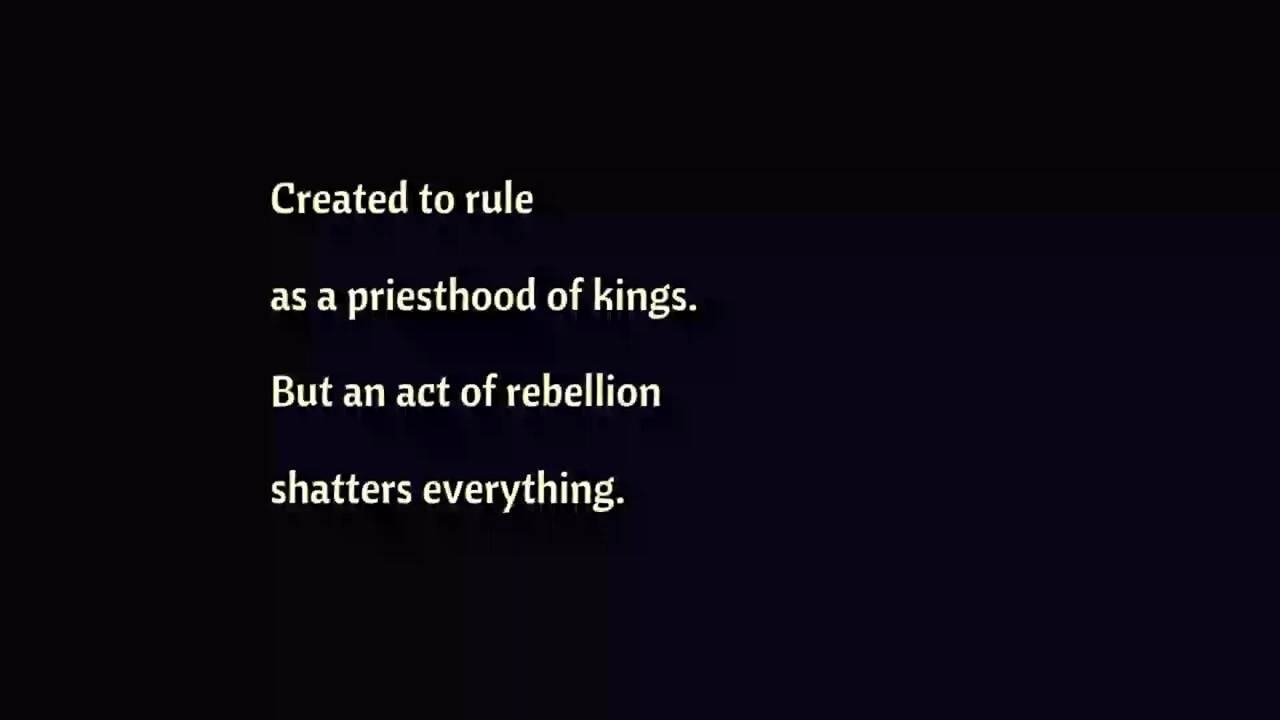 Created to rule
as a priesthood of kings.
But an act of rebellion
shatters everything.